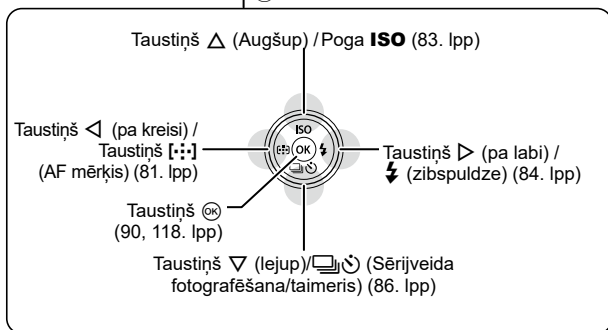 Taustiņš △ (Augšup) / Poga ISO (83. lpp)
Taustiņš ◁ (pa kreisi) /
Taustiņš [·:·]
(AF mērķis) (81. lpp)
ISO
OK
Taustiņš ▷ (pa labi) /
⚡ (zibspuldze) (84. lpp)
Taustiņš OK
(90, 118. lpp)
Taustiņš ▽ (lejup)/ (Sērijveida
fotografēšana/taimeris) (86. lpp)